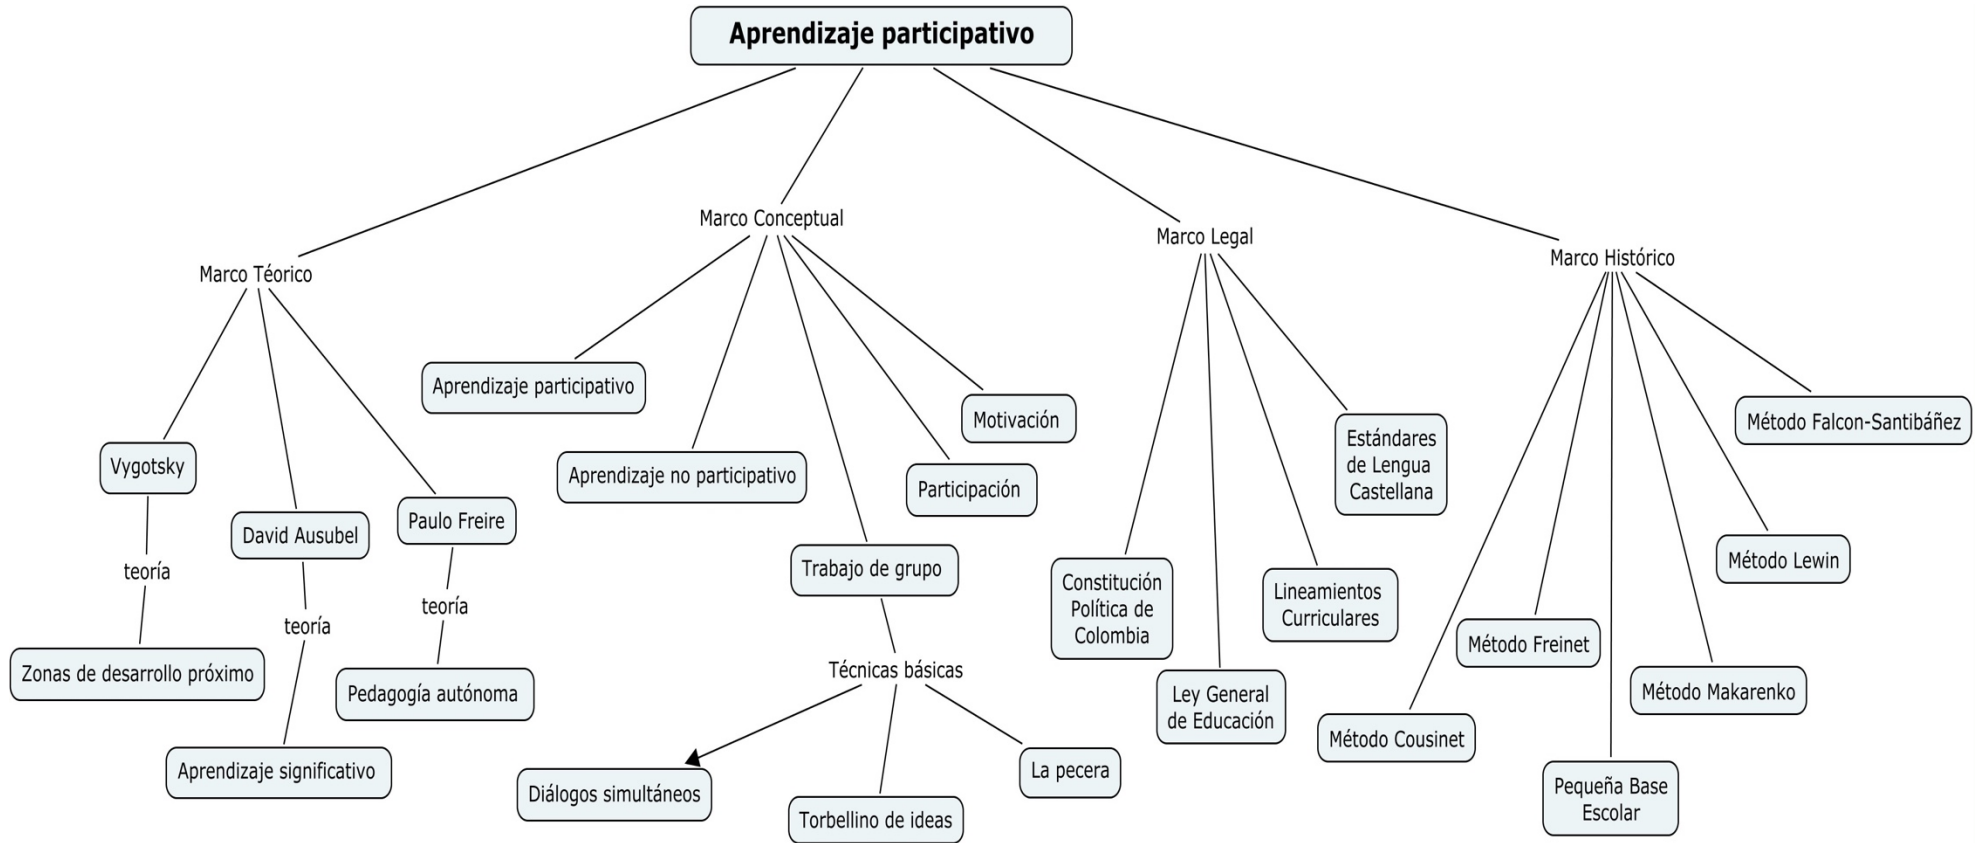 Aprendizaje participativo
Marco Téorico
Vygotsky
teoría
Zonas de desarrollo próximo
David Ausubel
teoría
Aprendizaje significativo
Paulo Freire
teoría
Pedagogía autónoma
Marco Conceptual
Aprendizaje participativo
Aprendizaje no participativo
Trabajo de grupo
Técnicas básicas
Diálogos simultáneos
Torbellino de ideas
La pecera
Participación
Motivación
Marco Legal
Constitución
Política de
Colombia
Ley General
de Educación
Lineamientos
Curriculares
Estándares
de Lengua
Castellana
Marco Histórico
Método Cousinet
Método Freinet
Pequeña Base
Escolar
Método Makarenko
Método Lewin
Método Falcon-Santibáñez